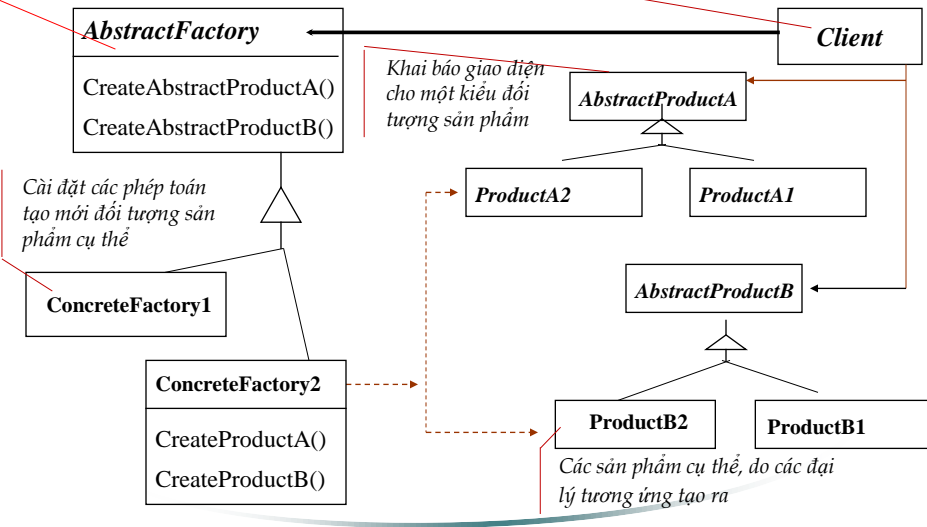 AbstractFactory
CreateAbstractProductA()
CreateAbstractProductB()
Client
Khai báo giao diện
cho một kiểu đối
tượng sản phẩm
AbstractProductA
ProductA2
ProductA1
Cài đặt các phép toán
tạo mới đối tượng sản
phẩm cụ thể
ConcreteFactory1
AbstractProductB
ConcreteFactory2
CreateProductA()
CreateProductB()
ProductB2
ProductB1
Các sản phẩm cụ thể, do các đại
lý tương ứng tạo ra